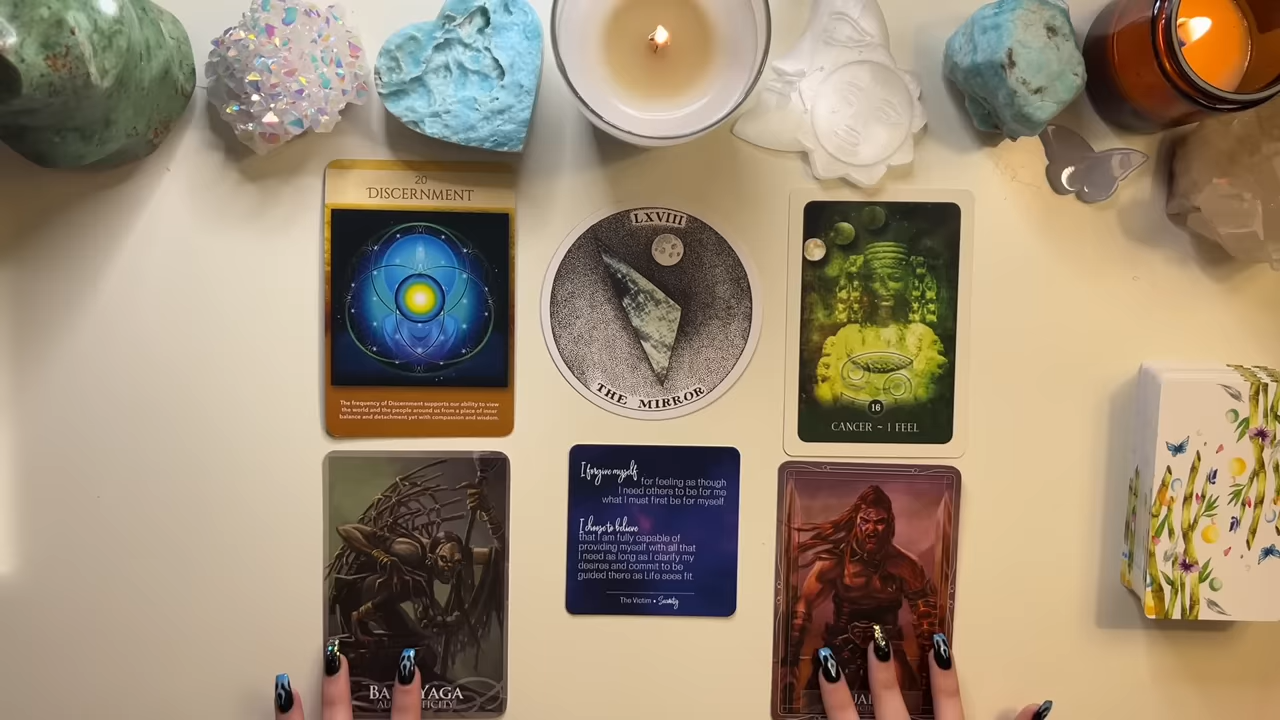 20
DISCERNMENT
The frequency of Discernment supports our ability to view
the world and the people around us from a place of inner
balance and detachment yet with compassion and wisdom.
LXVIII
THE MIRROR
16
CANCER ~ I FEEL
I forgive myself
for feeling as though
I need others to be for me
what I must first be for myself.
I choose to believe
that I am fully capable of
providing myself with all that
I need as long as I clarify my
desires and commit to be
guided there as Life sees fit.
The Victim • Serenity
BA YAGA